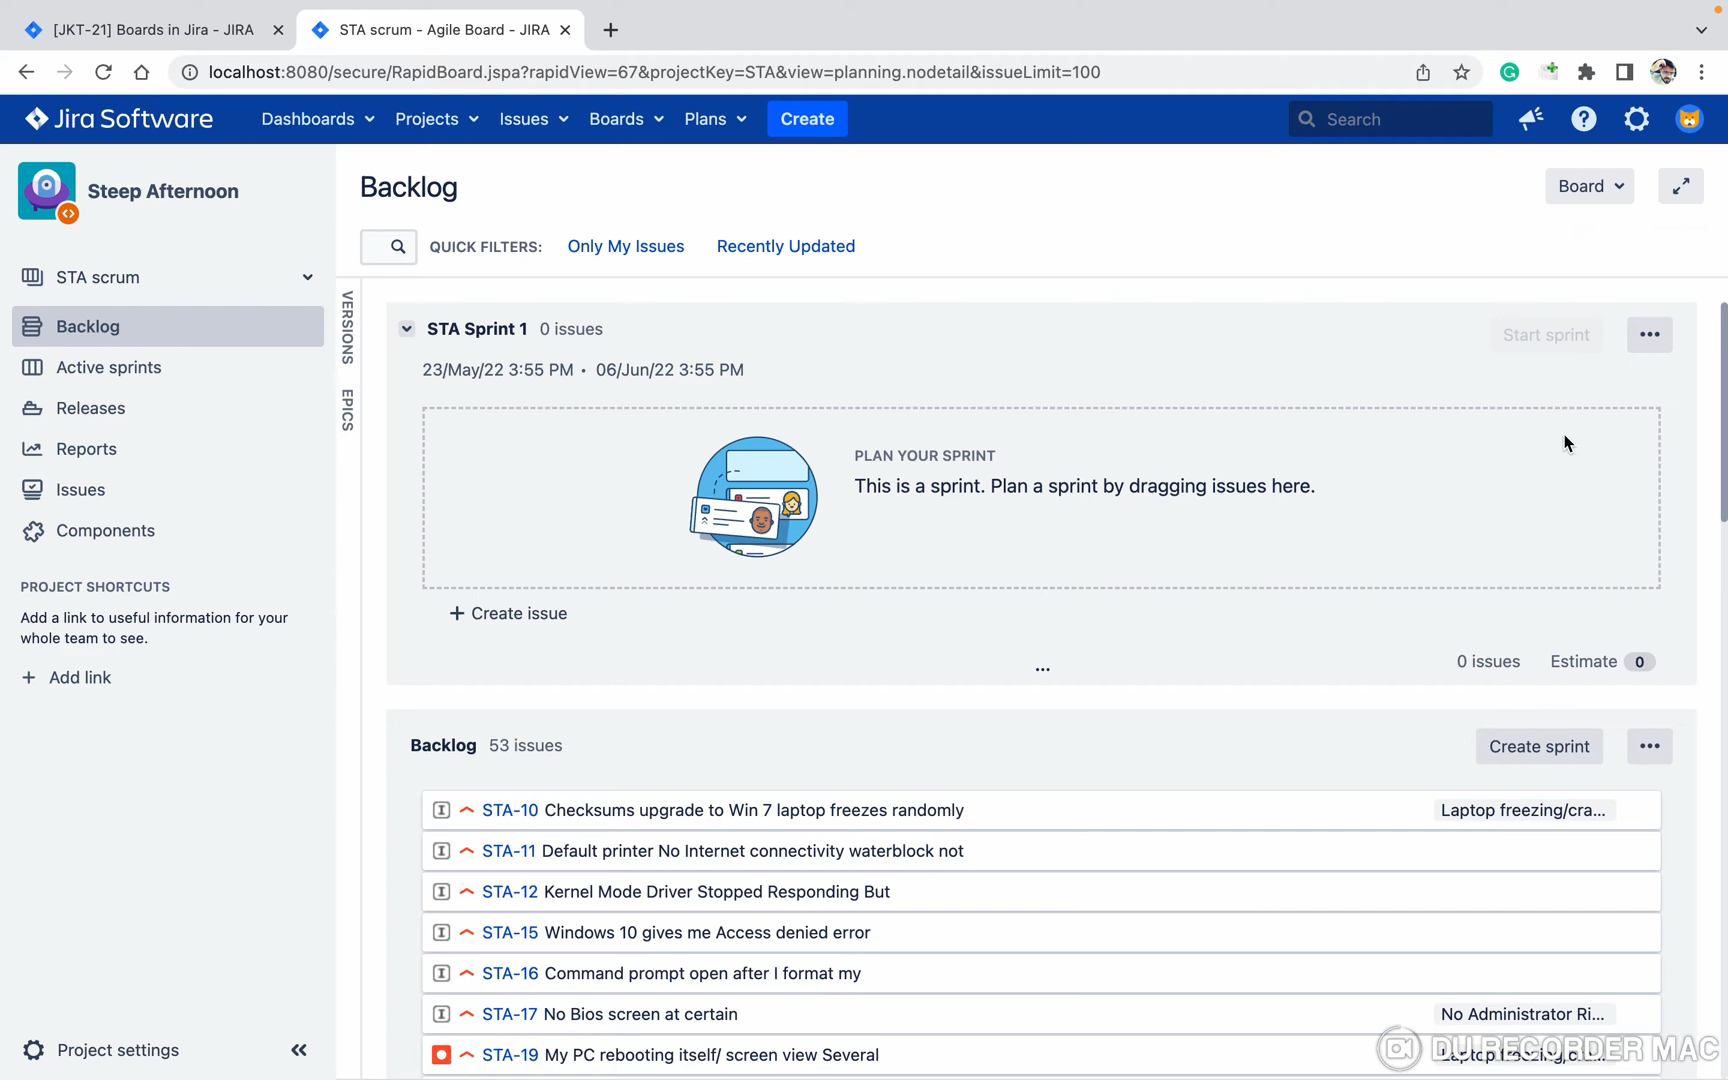 [JKT-21] Boards in Jira - JIRA
STA scrum - Agile Board - JIRA
localhost:8080/secure/RapidBoard.jspa?rapidView=67&projectKey=STA&view=planning.nodetail&issueLimit=100
Jira Software
Dashboards
Projects
Issues
Boards
Plans
Create
Search
Steep Afternoon
STA scrum
Backlog
Active sprints
Releases
Reports
Issues
Components
PROJECT SHORTCUTS
Add a link to useful information for your
whole team to see.
+ Add link
Project settings
Backlog
Board
QUICK FILTERS:
Only My Issues
Recently Updated
VERSIONS
EPICS
STA Sprint 1 0 issues
Start sprint
23/May/22 3:55 PM • 06/Jun/22 3:55 PM
PLAN YOUR SPRINT
This is a sprint. Plan a sprint by dragging issues here.
+ Create issue
...
0 issues Estimate 0
Backlog 53 issues
Create sprint
STA-10 Checksums upgrade to Win 7 laptop freezes randomly
Laptop freezing/cra...
STA-11 Default printer No Internet connectivity waterblock not
STA-12 Kernel Mode Driver Stopped Responding But
STA-15 Windows 10 gives me Access denied error
STA-16 Command prompt open after I format my
STA-17 No Bios screen at certain
No Administrator Ri...
STA-19 My PC rebooting itself/ screen view Several
DU RECORDER MAC